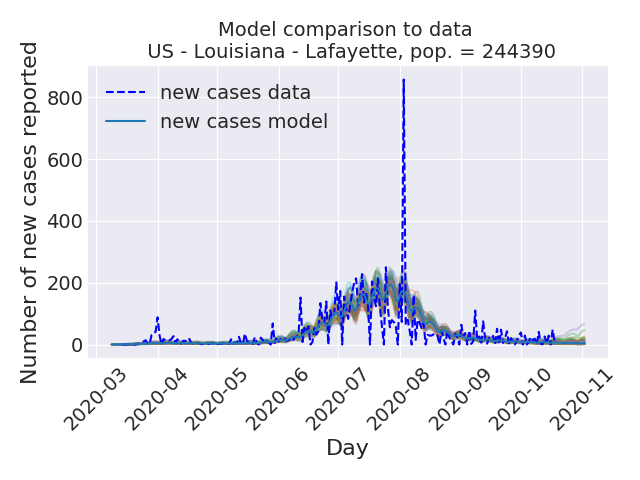 Model comparison to data
US - Louisiana - Lafayette, pop. = 244390
Number of new cases reported
new cases data
new cases model
800
600
400
200
0
2020-03
2020-04
2020-05
2020-06
2020-07
2020-08
2020-09
2020-10
2020-11
Day